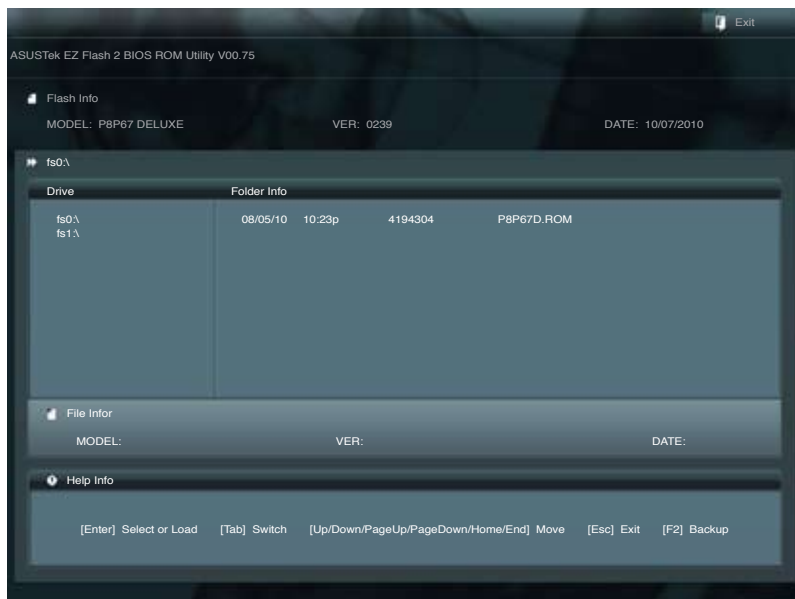 Exit
ASUSTek EZ Flash 2 BIOS ROM Utility V00.75
Flash Info
MODEL: P8P67 DELUXE VER: 0239 DATE: 10/07/2010
fs0:\
Drive Folder Info
fs0:\ 08/05/10 10:23p 4194304 P8P67D.ROM
fs1:\
File Infor
MODEL: VER: DATE:
Help Info
[Enter] Select or Load [Tab] Switch [Up/Down/PageUp/PageDown/Home/End] Move [Esc] Exit [F2] Backup